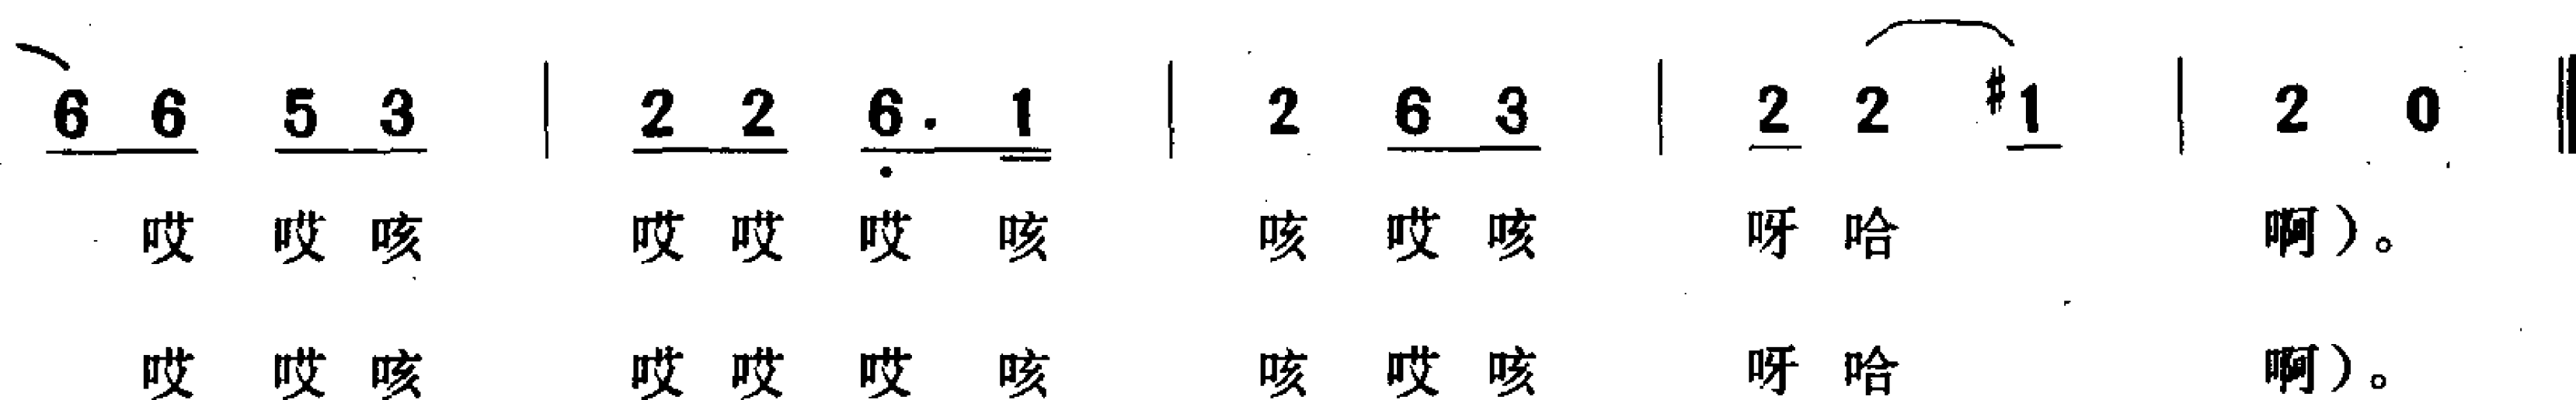 6 6 5 3 | 2 2 6. 1 | 2 6 3 | 2 2 #1 | 2 0 ‖
哎 哎 咳 哎 哎 哎 咳 咳 哎 咳 呀 哈 啊）。
哎 哎 咳 哎 哎 哎 咳 咳 哎 咳 呀 哈 啊）。